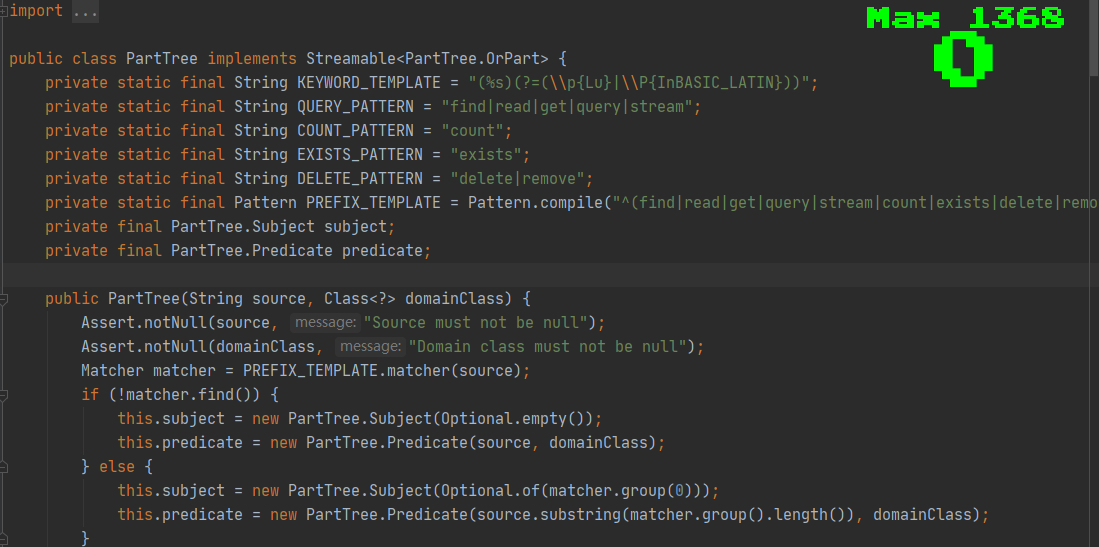 import ...
Max 1368
0
public class PartTree implements Streamable<PartTree.OrPart> {
private static final String KEYWORD_TEMPLATE = "(%s)(?=(\\p{Lu}|\\P{InBASIC_LATIN}))";
private static final String QUERY_PATTERN = "find|read|get|query|stream";
private static final String COUNT_PATTERN = "count";
private static final String EXISTS_PATTERN = "exists";
private static final String DELETE_PATTERN = "delete|remove";
private static final Pattern PREFIX_TEMPLATE = Pattern.compile("^(find|read|get|query|stream|count|exists|delete|remo
private final PartTree.Subject subject;
private final PartTree.Predicate predicate;
public PartTree(String source, Class<?> domainClass) {
Assert.notNull(source, message: "Source must not be null");
Assert.notNull(domainClass, message: "Domain class must not be null");
Matcher matcher = PREFIX_TEMPLATE.matcher(source);
if (!matcher.find()) {
this.subject = new PartTree.Subject(Optional.empty());
this.predicate = new PartTree.Predicate(source, domainClass);
} else {
this.subject = new PartTree.Subject(Optional.of(matcher.group(0)));
this.predicate = new PartTree.Predicate(source.substring(matcher.group().length()), domainClass);
}